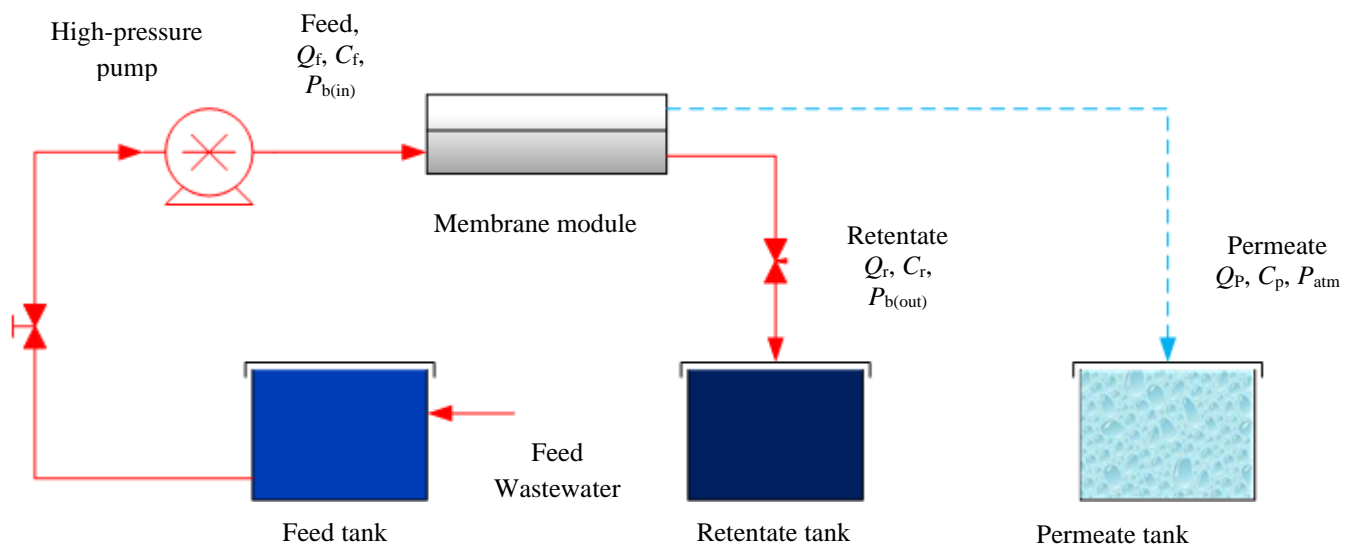 High-pressure
pump
Feed,
Qf, Cf,
Pb(in)
Membrane module
Retentate
Qr, Cr,
Pb(out)
Permeate
QP, Cp, Patm
Feed
Wastewater
Feed tank
Retentate tank
Permeate tank